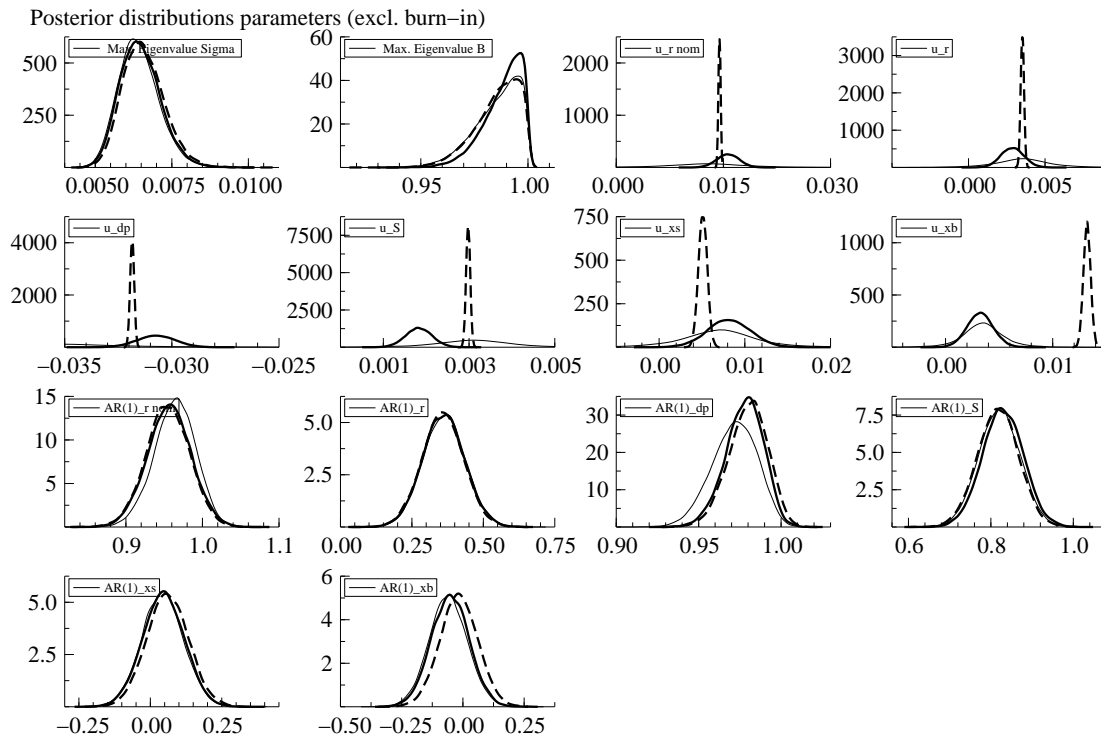 Posterior distributions parameters (excl. burn−in)
Max. Eigenvalue Sigma
500
250
0.0050 0.0075 0.0100
Max. Eigenvalue B
60
40
20
0.95 1.00
u_r nom
2000
1000
0.000 0.015 0.030
u_r
3000
2000
1000
0.000 0.005
u_dp
4000
2000
−0.035 −0.030 −0.025
u_S
7500
5000
2500
0.001 0.003 0.005
u_xs
750
500
250
0.00 0.01 0.02
u_xb
1000
500
0.00 0.01
AR(1)_r nom
15
10
5
0.9 1.0 1.1
AR(1)_r
5.0
2.5
0.00 0.25 0.50 0.75
AR(1)_dp
30
20
10
0.90 0.95 1.00
AR(1)_S
7.5
5.0
2.5
0.6 0.8 1.0
AR(1)_xs
5.0
2.5
−0.25 0.00 0.25
AR(1)_xb
6
4
2
−0.50 −0.25 0.00 0.25